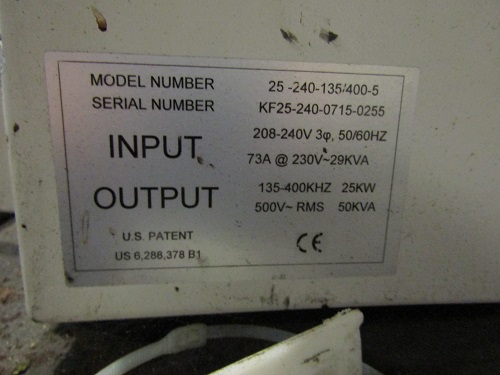 MODEL NUMBER 25 -240-135/400-5
SERIAL NUMBER KF25-240-0715-0255
INPUT 208-240V 3φ, 50/60HZ
73A @ 230V~29KVA
OUTPUT 135-400KHZ 25KW
500V~ RMS 50KVA
U.S. PATENT
US 6,288,378 B1
CE